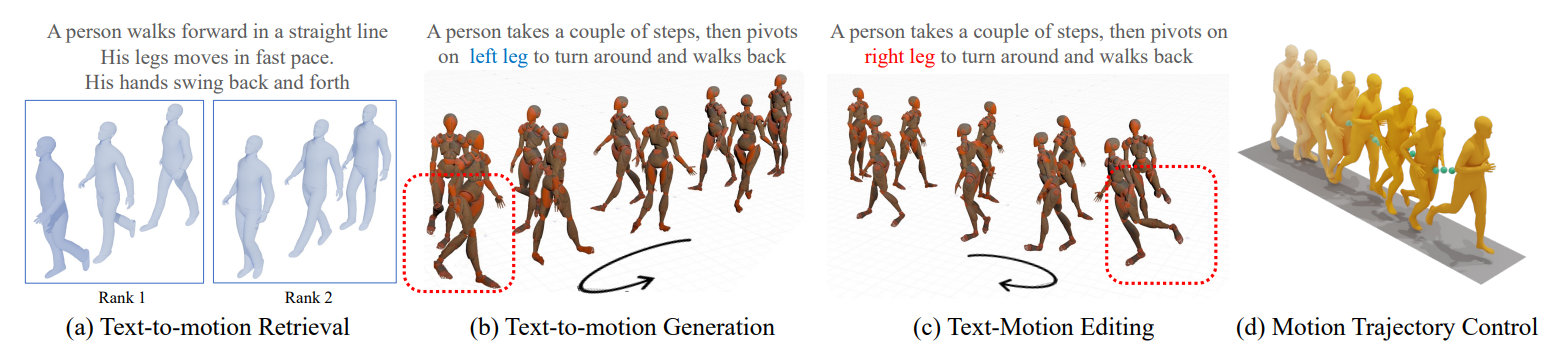 A person walks forward in a straight line
His legs moves in fast pace.
His hands swing back and forth
Rank 1
Rank 2
(a) Text-to-motion Retrieval
A person takes a couple of steps, then pivots
on left leg to turn around and walks back
(b) Text-to-motion Generation
A person takes a couple of steps, then pivots on
right leg to turn around and walks back
(c) Text-Motion Editing
(d) Motion Trajectory Control